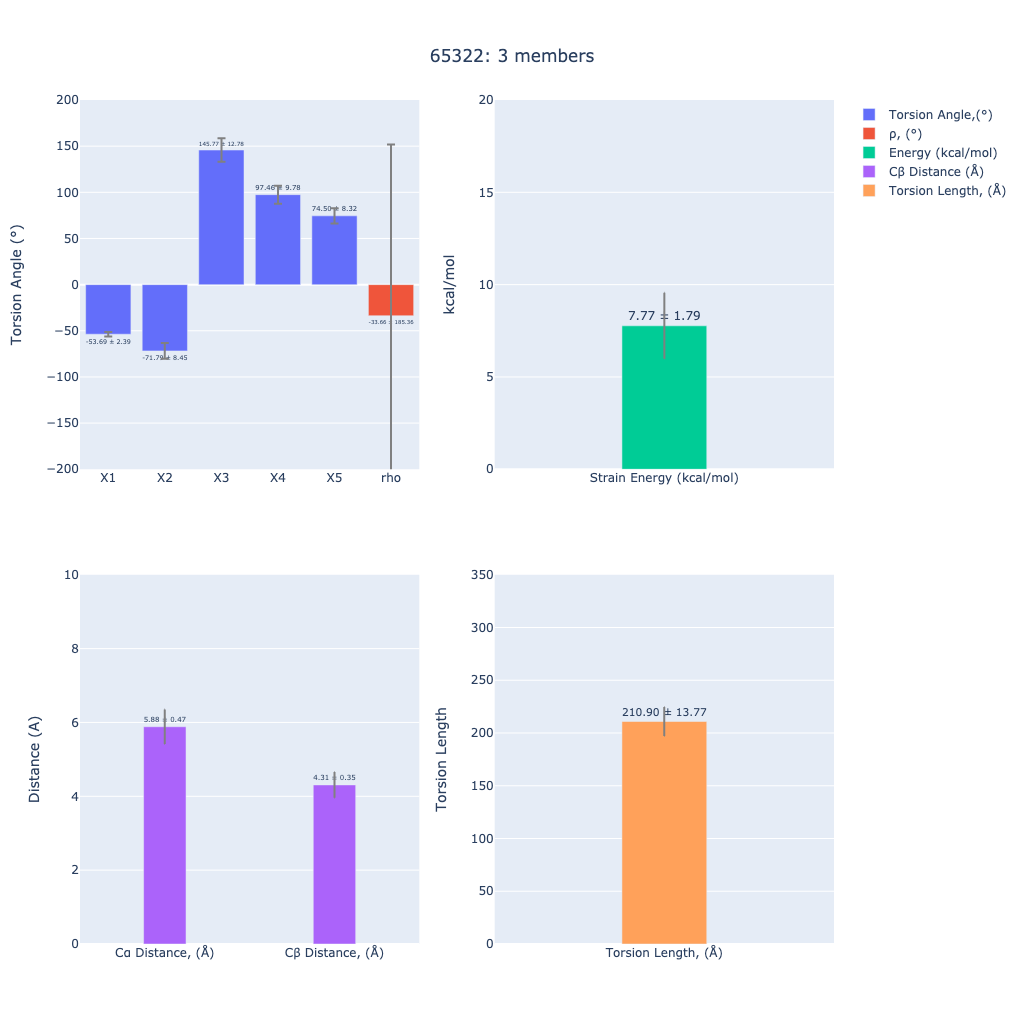 65322: 3 members
Torsion Angle (°)
200
150
100
50
0
−50
−100
−150
−200
145.77 ± 12.76
97.46 ± 9.78
74.50 ± 8.32
-53.69 ± 2.39
-71.79 ± 8.45
-33.66 ± 185.36
X1 X2 X3 X4 X5 rho
kcal/mol
20
15
10
5
0
7.77 ± 1.79
Strain Energy (kcal/mol)
Torsion Angle,(°)
ρ, (°)
Energy (kcal/mol)
Cβ Distance (Å)
Torsion Length, (Å)
Distance (A)
10
8
6
4
2
0
5.88 ± 0.47
4.31 ± 0.35
Cα Distance, (Å) Cβ Distance, (Å)
Torsion Length
350
300
250
200
150
100
50
0
210.90 ± 13.77
Torsion Length, (Å)